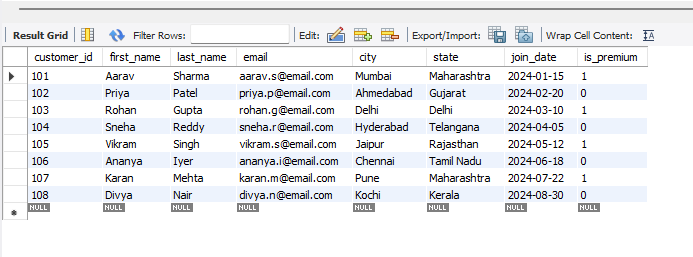 Result Grid Filter Rows: Edit: Export/Import: Wrap Cell Content: IA
customer_id first_name last_name email city state join_date is_premium
101 Aarav Sharma aarav.s@email.com Mumbai Maharashtra 2024-01-15 1
102 Priya Patel priya.p@email.com Ahmedabad Gujarat 2024-02-20 0
103 Rohan Gupta rohan.g@email.com Delhi Delhi 2024-03-10 1
104 Sneha Reddy sneha.r@email.com Hyderabad Telangana 2024-04-05 0
105 Vikram Singh vikram.s@email.com Jaipur Rajasthan 2024-05-12 1
106 Ananya Iyer ananya.i@email.com Chennai Tamil Nadu 2024-06-18 0
107 Karan Mehta karan.m@email.com Pune Maharashtra 2024-07-22 1
108 Divya Nair divya.n@email.com Kochi Kerala 2024-08-30 0
NULL NULL NULL NULL NULL NULL NULL NULL